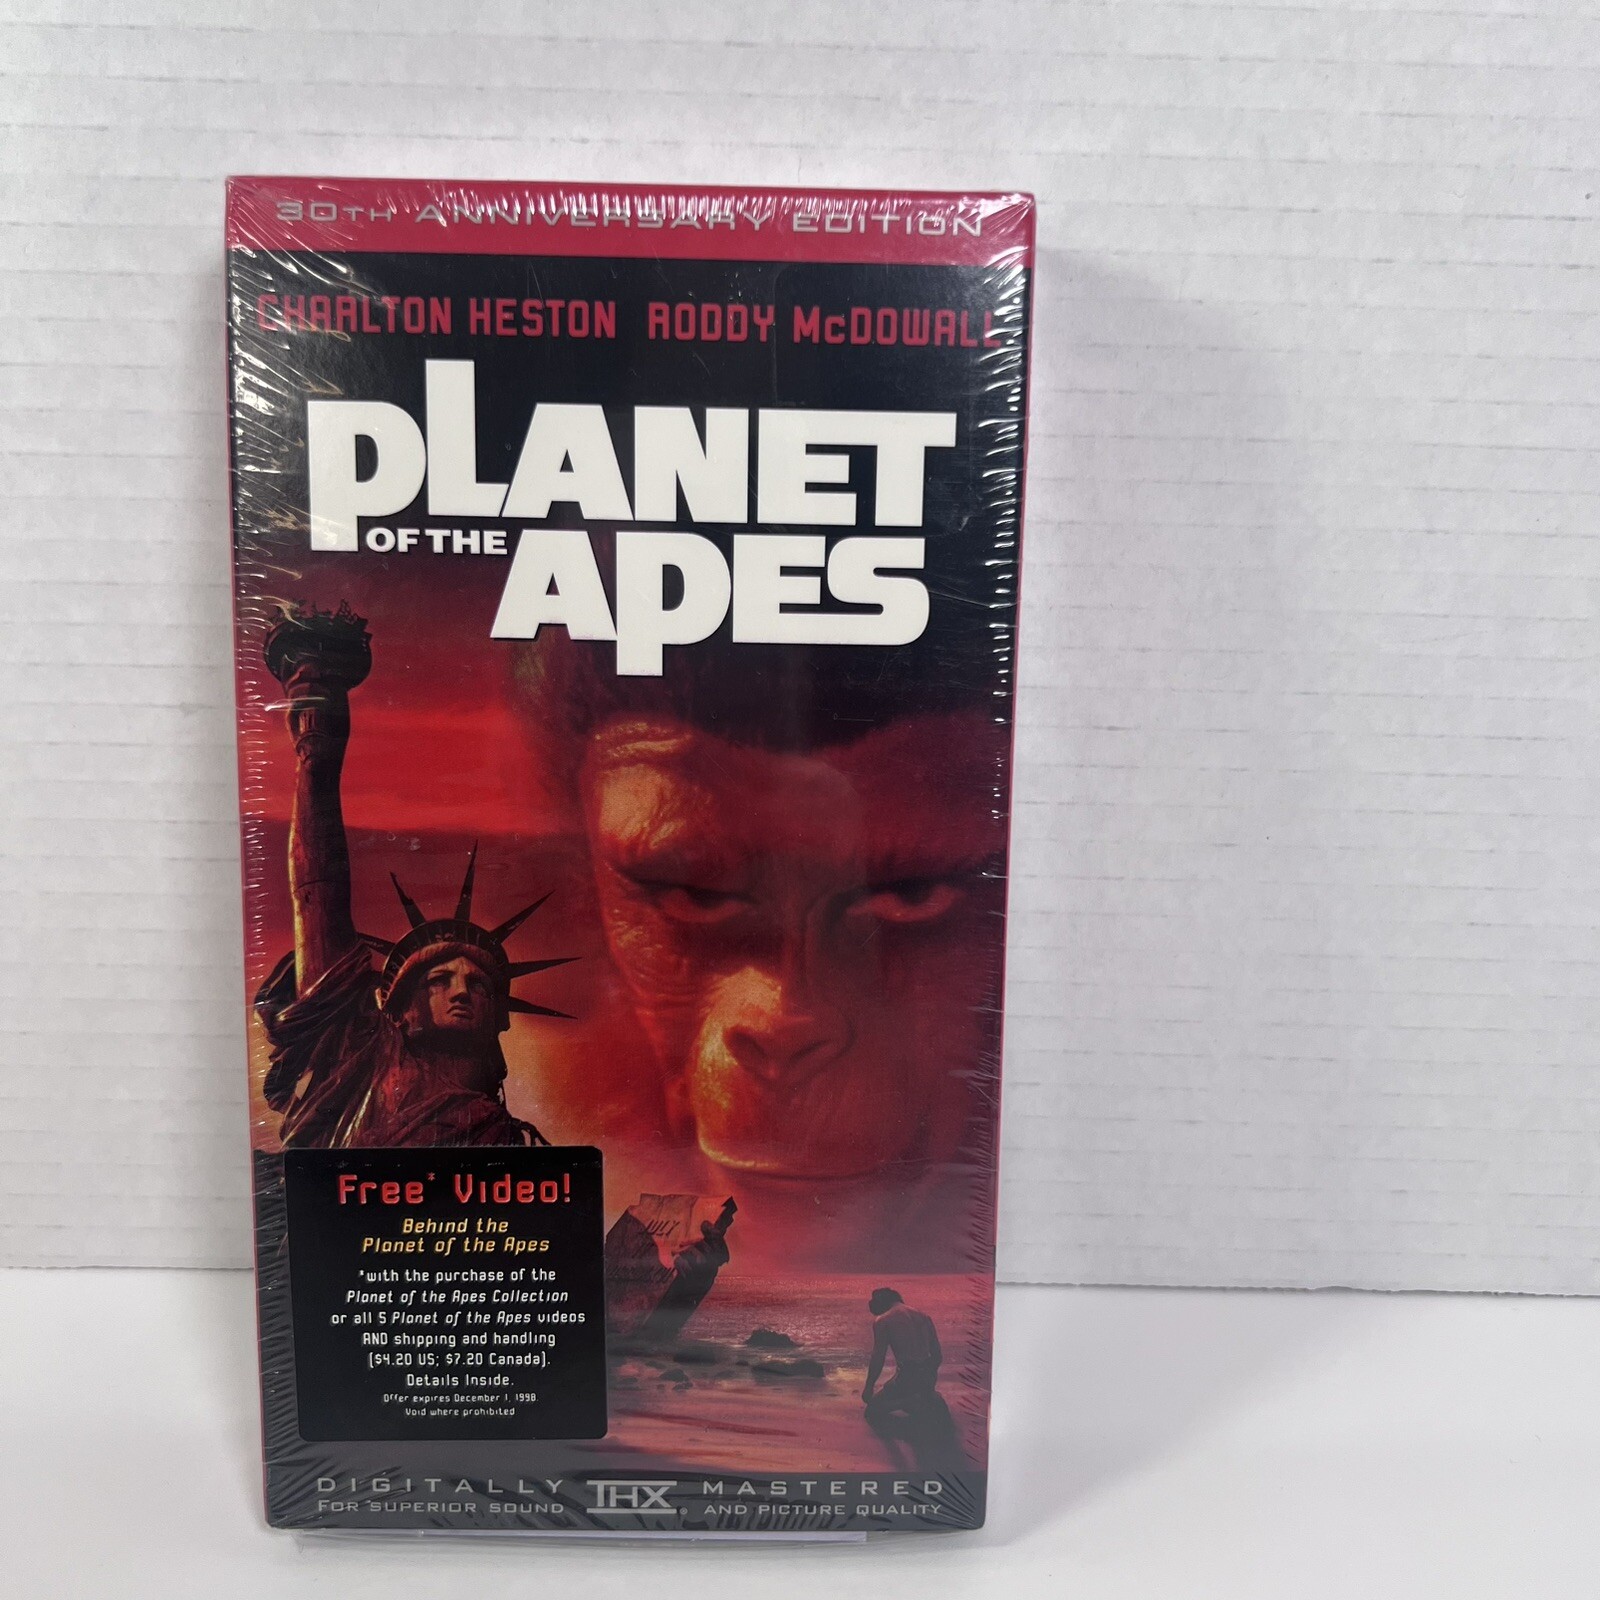 30TH ANNIVERSARY EDITION
CHARLTON HESTON RODDY McDOWALL
PLANET
OF THE
APES
JULY
Free* Video!
Behind the
Planet of the Apes
*with the purchase of the
Planet of the Apes Collection
or all 5 Planet of the Apes videos
AND shipping and handling
($4.20 US; $7.20 Canada).
Details Inside.
Offer expires December 1, 1998.
Void where prohibited
DIGITALLY THX® MASTERED
FOR SUPERIOR SOUND AND PICTURE QUALITY